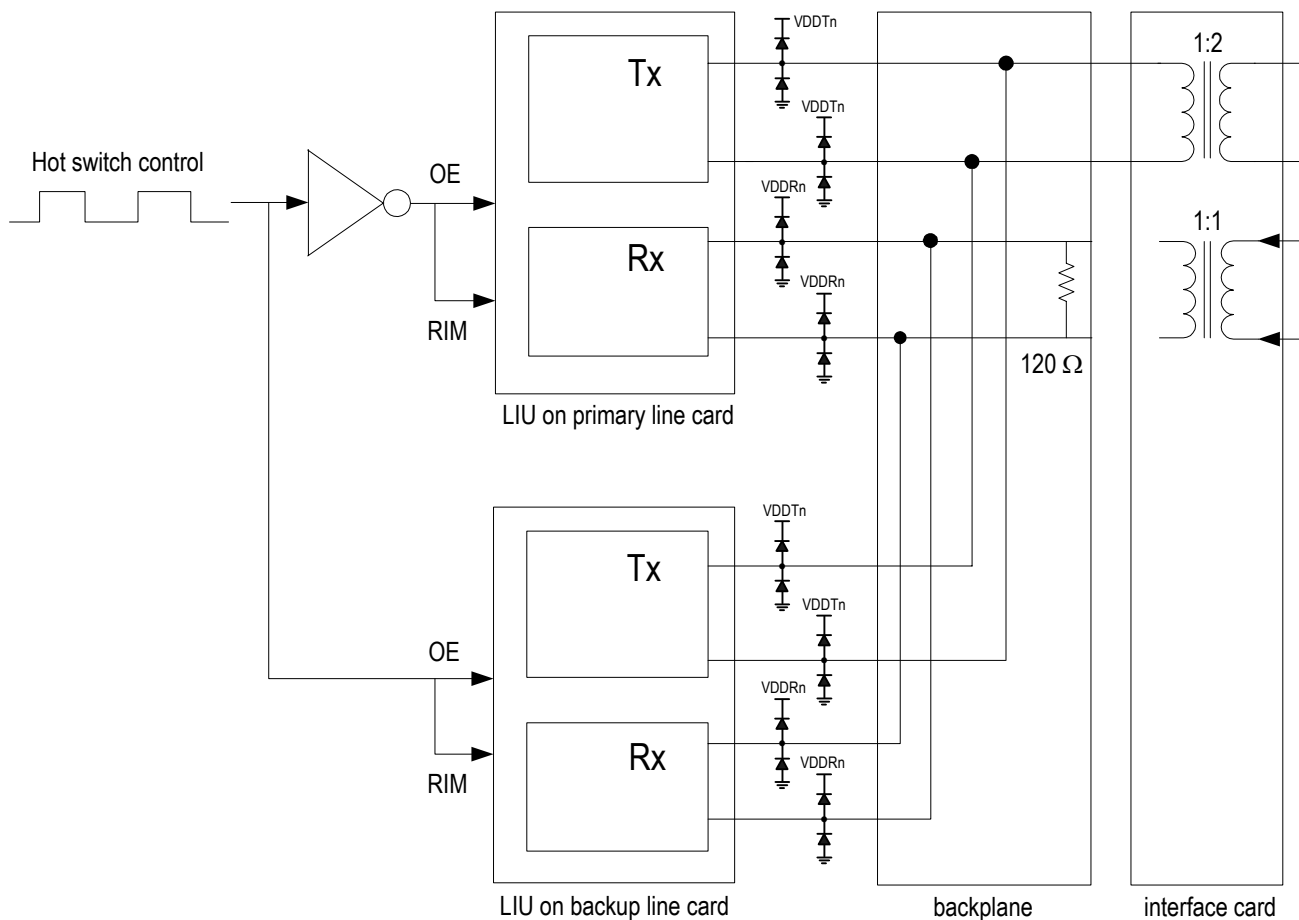 VDDTn
1:2
Tx
VDDTn
Hot switch control
OE
VDDRn
1:1
Rx
VDDRn
RIM
120 Ω
LIU on primary line card
VDDTn
Tx
VDDTn
OE
VDDRn
Rx
VDDRn
RIM
LIU on backup line card
backplane
interface card